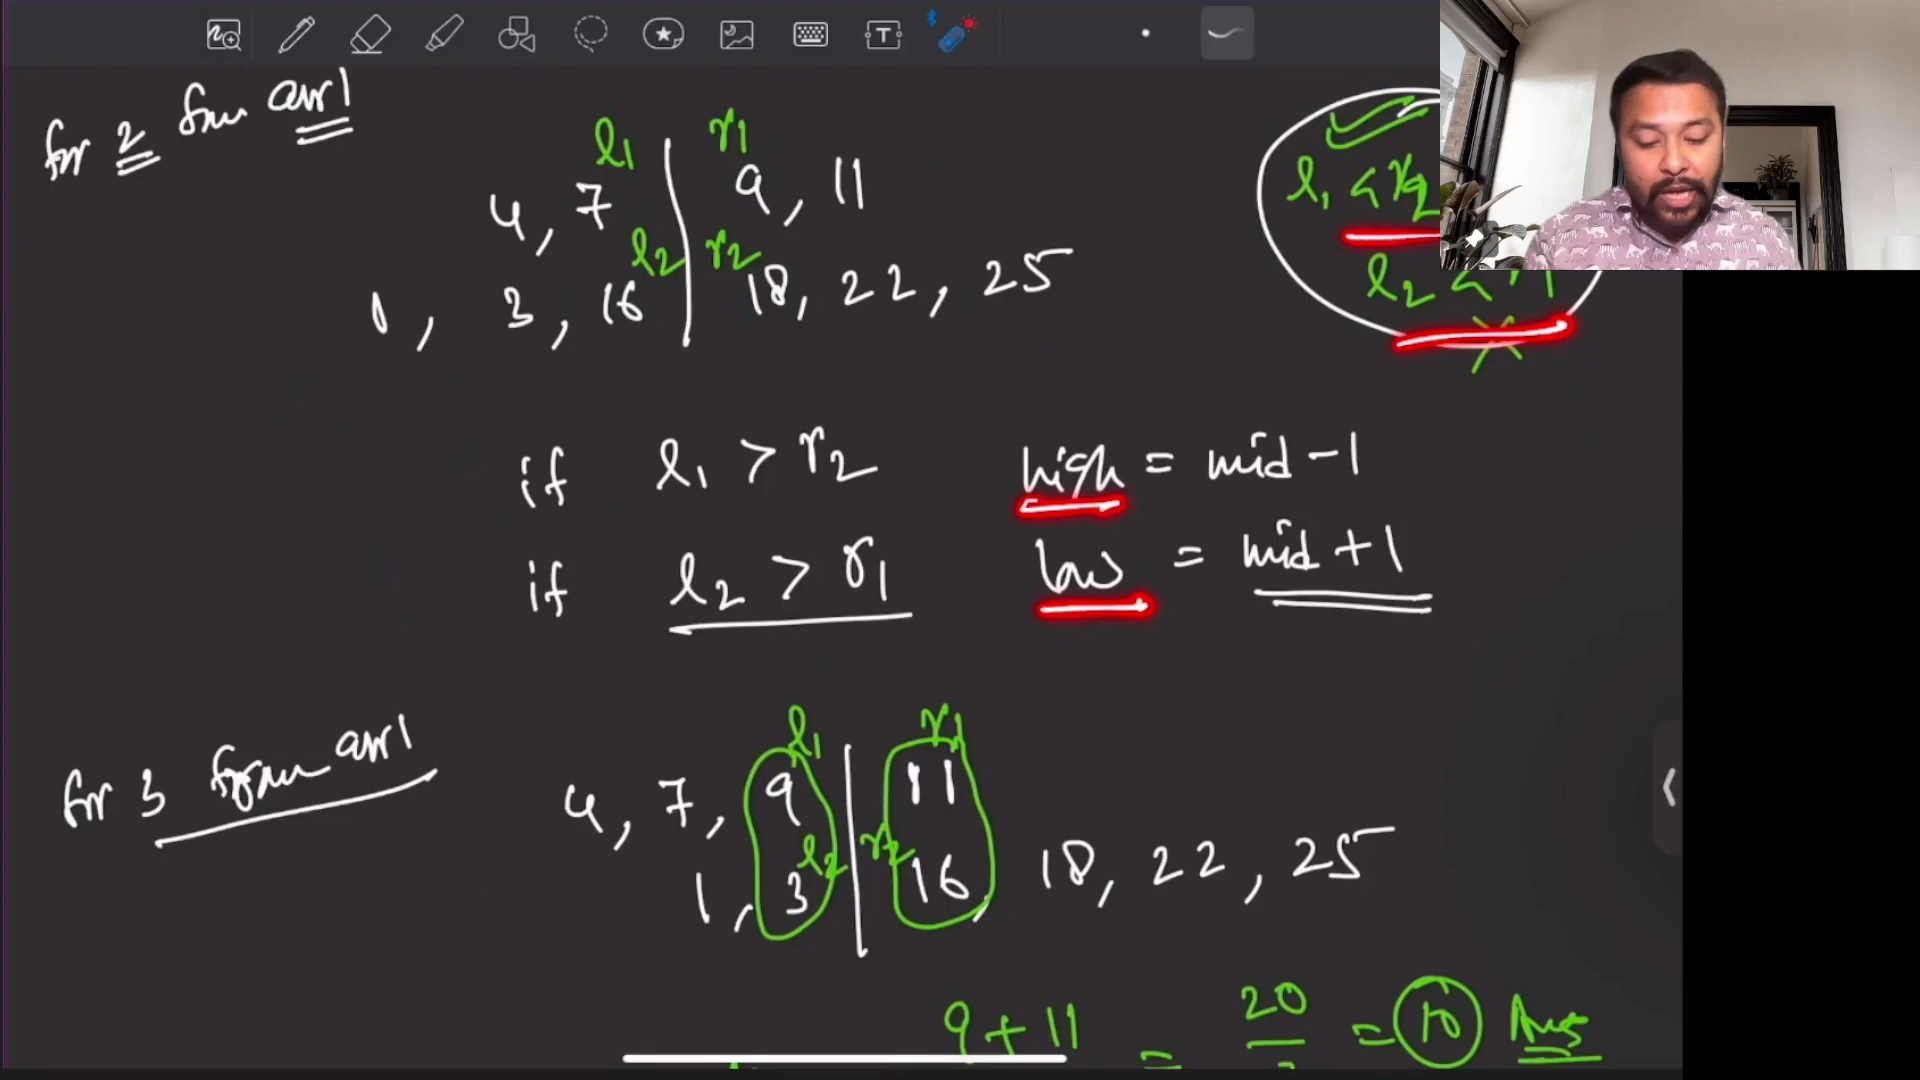 for 2 from arr1
l1 r1
4, 7 | 9, 11
l2 r2
1, 3, 16 | 18, 22, 25
l1 < r2
l2 < r1
if l1 > r2 high = mid - 1
if l2 > r1 low = mid + 1
for 3 from arr1
l1 r1
4, 7, 9 | 11
l2 r2
1, 3 | 16, 18, 22, 25
9 + 11 = 20 = 10 Ans